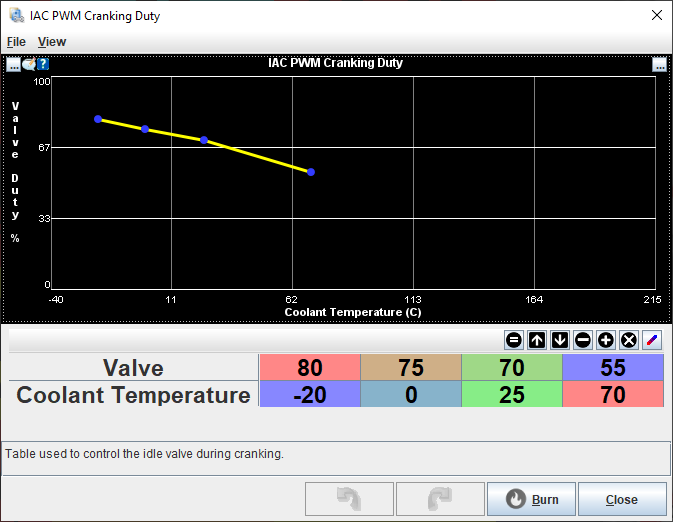 IAC PWM Cranking Duty
File View
... ? IAC PWM Cranking Duty ...
Valve Duty %
100
67
33
0
-40 11 62 113 164 215
Coolant Temperature (C)
Valve 80 75 70 55
Coolant Temperature -20 0 25 70
Table used to control the idle valve during cranking.
Burn Close